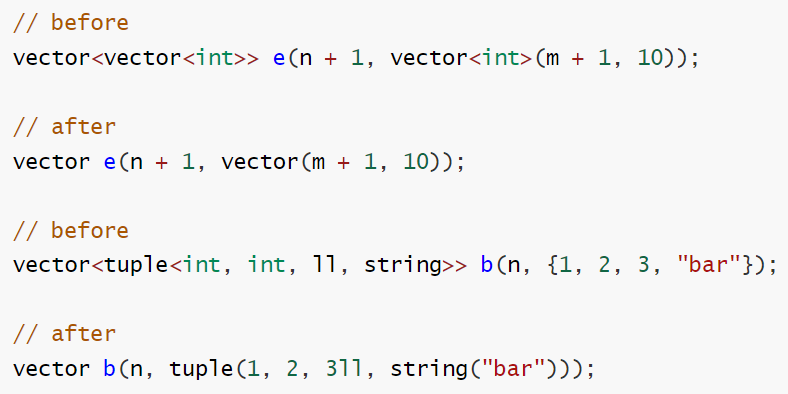 // before
vector<vector<int>> e(n + 1, vector<int>(m + 1, 10));
// after
vector e(n + 1, vector(m + 1, 10));
// before
vector<tuple<int, int, ll, string>> b(n, {1, 2, 3, "bar"});
// after
vector b(n, tuple(1, 2, 3ll, string("bar")));